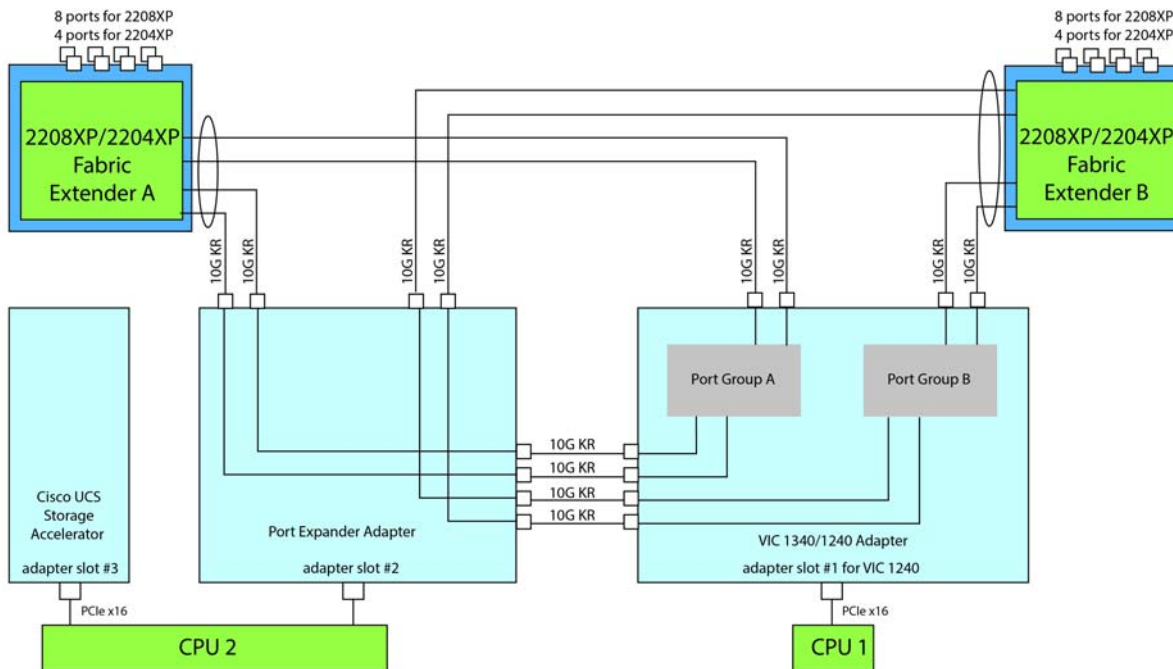 8 ports for 2208XP
4 ports for 2204XP
8 ports for 2208XP
4 ports for 2204XP
2208XP/2204XP
Fabric
Extender A
2208XP/2204XP
Fabric
Extender B
10G KR
10G KR
10G KR
10G KR
10G KR
10G KR
10G KR
10G KR
Port Group A
Port Group B
10G KR
10G KR
10G KR
10G KR
Cisco UCS
Storage
Accelerator
adapter slot #3
Port Expander Adapter
adapter slot #2
VIC 1340/1240 Adapter
adapter slot #1 for VIC 1240
PCIe x16
PCIe x16
CPU 2
CPU 1